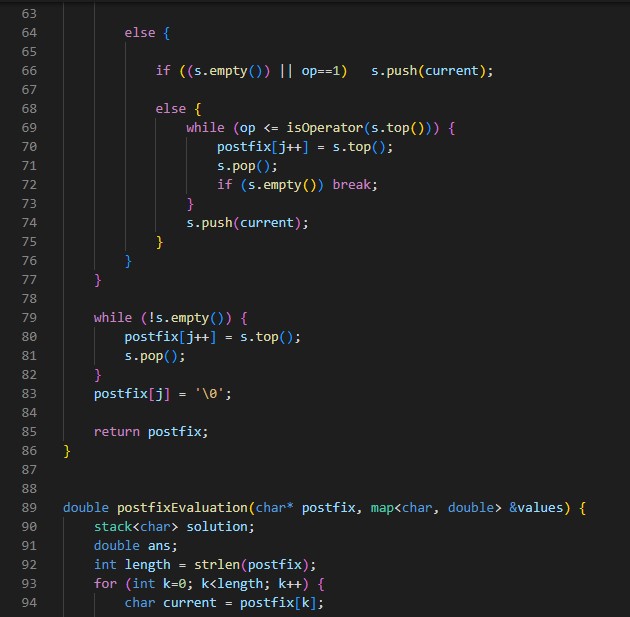 63
64 else {
65
66 if ((s.empty()) || op==1) s.push(current);
67
68 else {
69 while (op <= isOperator(s.top())) {
70 postfix[j++] = s.top();
71 s.pop();
72 if (s.empty()) break;
73 }
74 s.push(current);
75 }
76 }
77 }
78
79 while (!s.empty()) {
80 postfix[j++] = s.top();
81 s.pop();
82 }
83 postfix[j] = '\0';
84
85 return postfix;
86 }
87
88
89 double postfixEvaluation(char* postfix, map<char, double> &values) {
90 stack<char> solution;
91 double ans;
92 int length = strlen(postfix);
93 for (int k=0; k<length; k++) {
94 char current = postfix[k];